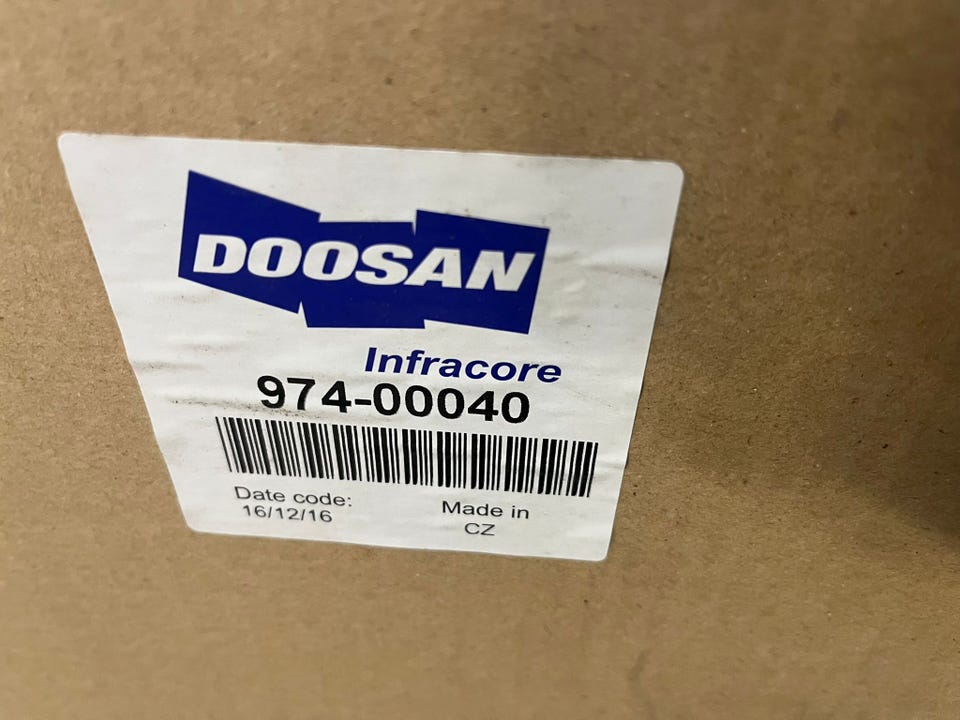 DOOSAN
Infracore
974-00040
Date code:
16/12/16
Made in
CZ